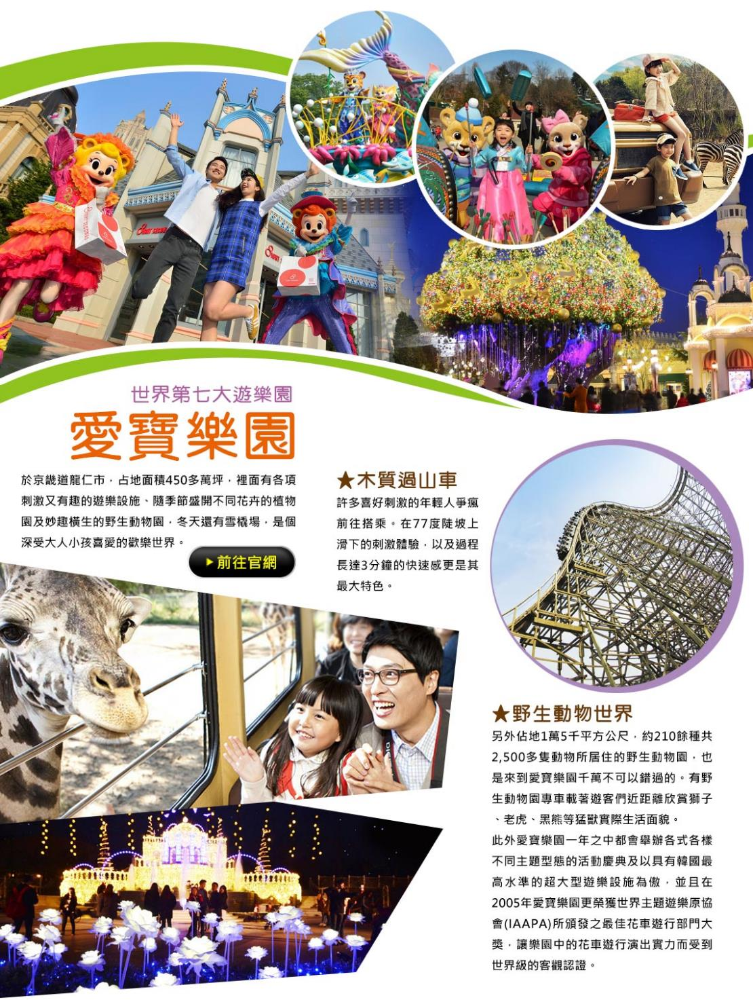 世界第七大遊樂園
愛寶樂園
於京畿道龍仁市，占地面積450多萬坪，裡面有各項
刺激又有趣的遊樂設施、隨季節盛開不同花卉的植物
園及妙趣橫生的野生動物園，冬天還有雪橇場，是個
深受大人小孩喜愛的歡樂世界。
▶前往官網
★木質過山車
許多喜好刺激的年輕人爭瘋
前往搭乘。在77度陡坡上
滑下的刺激體驗，以及過程
長達3分鐘的快速感更是其
最大特色。
★野生動物世界
另外佔地1萬5千平方公尺，約210餘種共
2,500多隻動物所居住的野生動物園，也
是來到愛寶樂園千萬不可以錯過的。有野
生動物園專車載著遊客們近距離欣賞獅子
、老虎、黑熊等猛獸實際生活面貌。
此外愛寶樂園一年之中都會舉辦各式各樣
不同主題型態的活動慶典及以具有韓國最
高水準的超大型遊樂設施為傲，並且在
2005年愛寶樂園更榮獲世界主題遊樂原協
會(IAAPA)所頒發之最佳花車遊行部門大
獎，讓樂園中的花車遊行演出實力而受到
世界級的客觀認證。